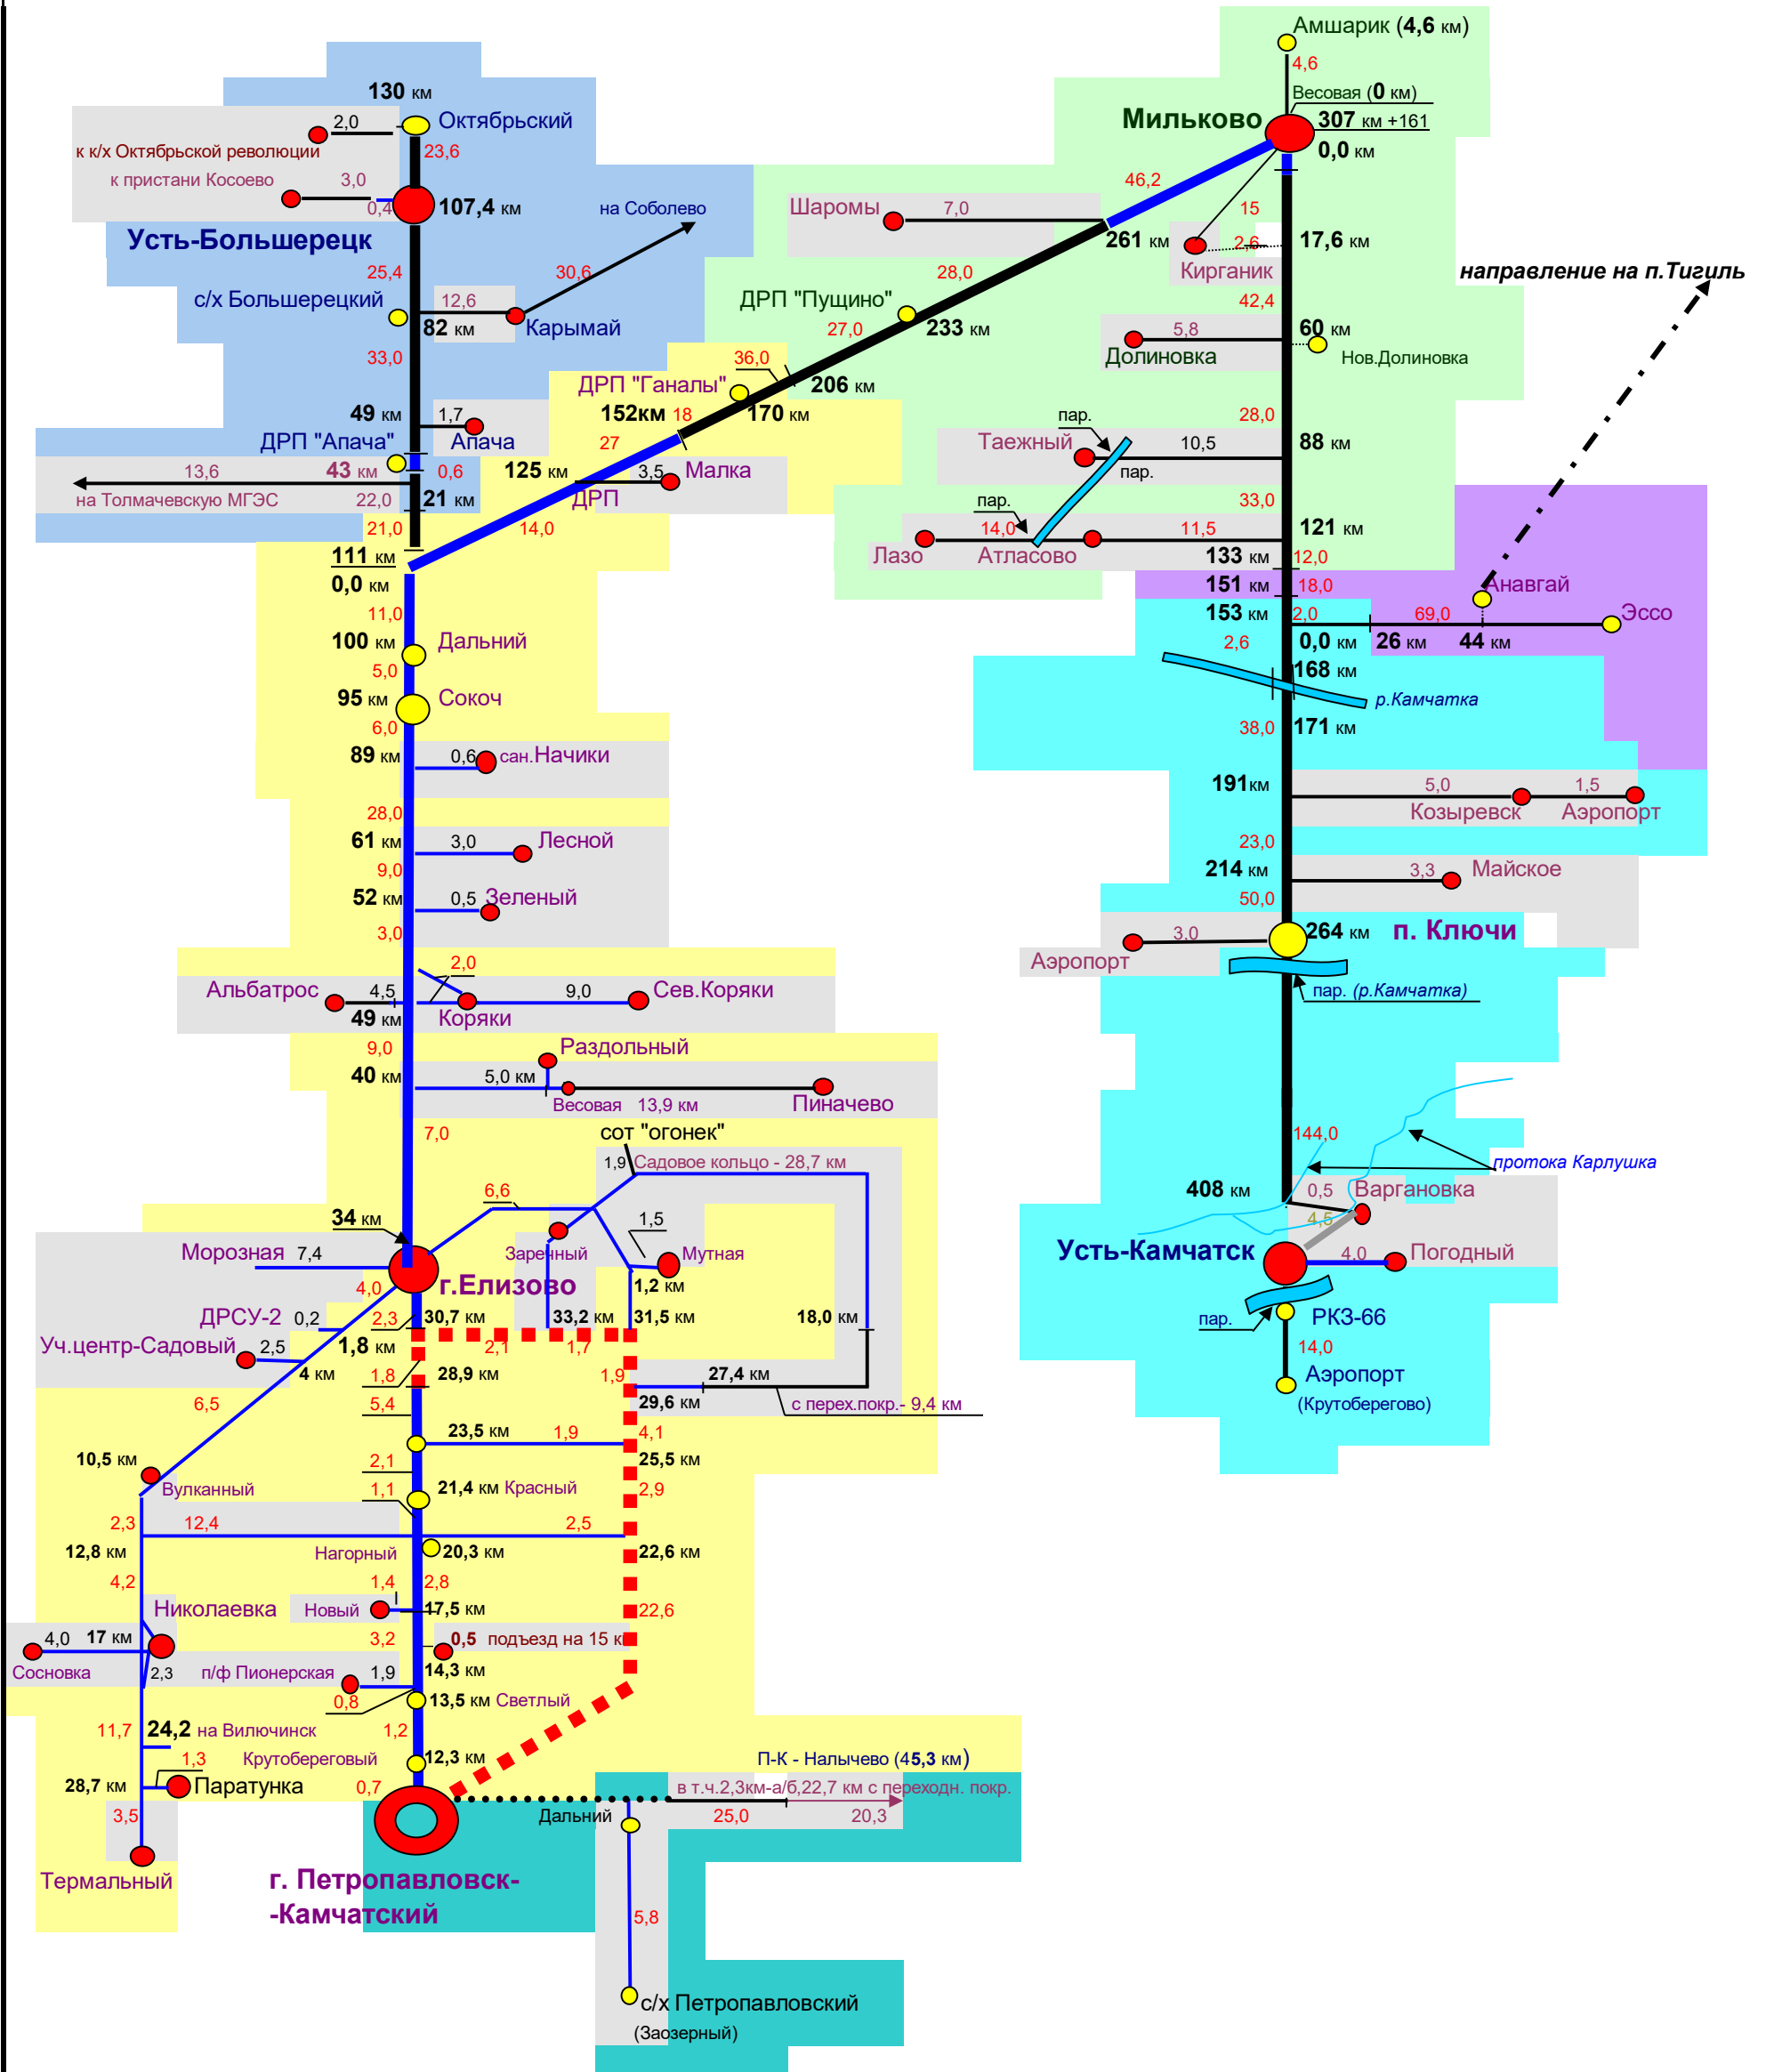 Амшарик (4,6 км)
4,6
Весовая (0 км)
Мильково
307 км +161
0,0 км
130 км
2,0
Октябрьский
к к/х Октябрьской революции
23,6
к пристани Косоево
3,0
0,4
107,4 км
на Соболево
Усть-Большерецк
25,4
30,6
с/х Большерецкий
12,6
82 км
Карымай
33,0
49 км
1,7
ДРП "Апача"
Апача
13,6
43 км
0,6
на Толмачевскую МГЭС
22,0
21 км
21,0
46,2
Шаромы
7,0
261 км
15
2,6
17,6 км
Кирганик
28,0
42,4
направление на п.Тигиль
ДРП "Пущино"
27,0
233 км
5,8
60 км
Долиновка
Нов.Долиновка
36,0
ДРП "Ганалы"
206 км
152км
18
170 км
27
125 км
3,5
Малка
ДРП
14,0
28,0
пар.
Таежный
10,5
88 км
пар.
33,0
пар.
14,0
11,5
121 км
Лазо
Атласово
133 км
12,0
151 км
18,0
Анавгай
153 км
2,0
69,0
Эссо
2,6
0,0 км
26 км
44 км
168 км
р.Камчатка
38,0
171 км
191км
5,0
1,5
Козыревск
Аэропорт
23,0
214 км
3,3
Майское
50,0
264 км
п. Ключи
3,0
Аэропорт
пар. (р.Камчатка)
144,0
протока Карлушка
408 км
0,5
Варгановка
4,5
Усть-Камчатск
4,0
Погодный
пар.
РКЗ-66
14,0
Аэропорт
(Крутоберегово)
111 км
0,0 км
11,0
100 км
Дальний
5,0
95 км
Сокоч
6,0
89 км
0,6
сан.Начики
28,0
61 км
3,0
Лесной
9,0
52 км
0,5
Зеленый
3,0
2,0
Альбатрос
4,5
9,0
Сев.Коряки
49 км
Коряки
9,0
Раздольный
40 км
5,0 км
Весовая
13,9 км
Пиначево
7,0
сот "огонек"
1,9
Садовое кольцо - 28,7 км
6,6
34 км
1,5
Морозная
7,4
Заречный
Мутная
4,0
г.Елизово
1,2 км
ДРСУ-2
0,2
2,3
30,7 км
33,2 км
31,5 км
18,0 км
Уч.центр-Садовый
2,5
1,8 км
2,1
1,7
4 км
1,8
28,9 км
1,9
27,4 км
6,5
5,4
29,6 км
с перех.покр.- 9,4 км
23,5 км
1,9
4,1
10,5 км
2,1
25,5 км
Вулканный
1,1
21,4 км Красный
2,9
2,3
12,4
2,5
12,8 км
Нагорный
20,3 км
22,6 км
4,2
1,4
2,8
Николаевка
Новый
17,5 км
22,6
4,0
17 км
3,2
0,5
подъезд на 15 к
Сосновка
2,3
п/ф Пионерская
1,9
14,3 км
0,8
13,5 км Светлый
11,7
24,2 на Вилючинск
1,2
1,3
Крутобереговый
12,3 км
П-К - Налычево (45,3 км)
28,7 км
Паратунка
0,7
в т.ч.2,3км-а/б,22,7 км с переходн. покр.
3,5
Дальний
25,0
20,3
Термальный
г. Петропавловск-
-Камчатский
5,8
с/х Петропавловский
(Заозерный)